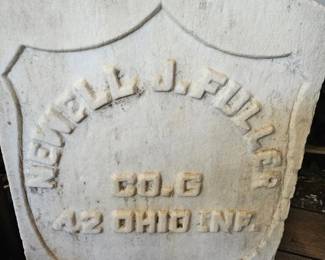 NEWELL J. FULLER
CO.G
42 OHIO INF.